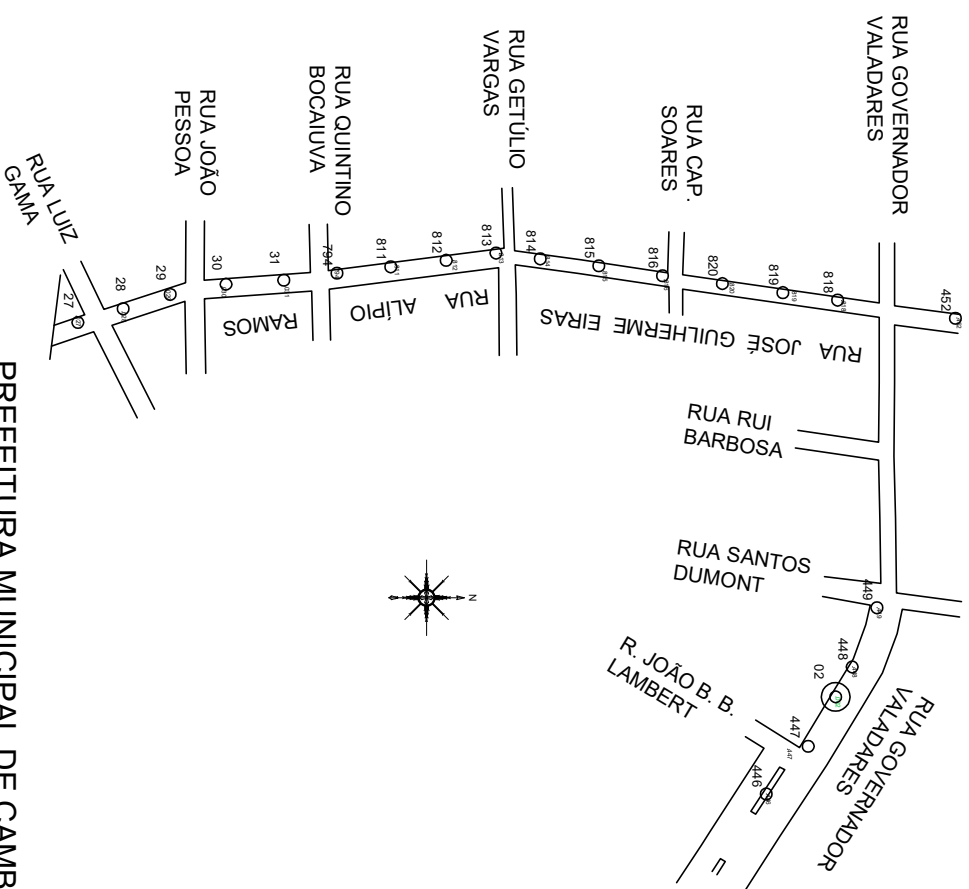 RUA GOVERNADOR
VALADARES
RUA GETÚLIO
VARGAS
RUA CAP.
SOARES
RUA QUINTINO
BOCAIUVA
RUA JOÃO
PESSOA
RUA LUIZ
GAMA
452
818
819
820
816
815
814
813
812
811
794
31
30
29
28
27
RUA JOSÉ GUILHERME EIRAS
RUA ALÍPIO RAMOS
RUA RUI
BARBOSA
RUA SANTOS
DUMONT
R. JOÃO B. B.
LAMBERT
449
448
02
447
446
RUA GOVERNADOR
VALADARES
N
PREFEITURA MUNICIPAL DE CAMB